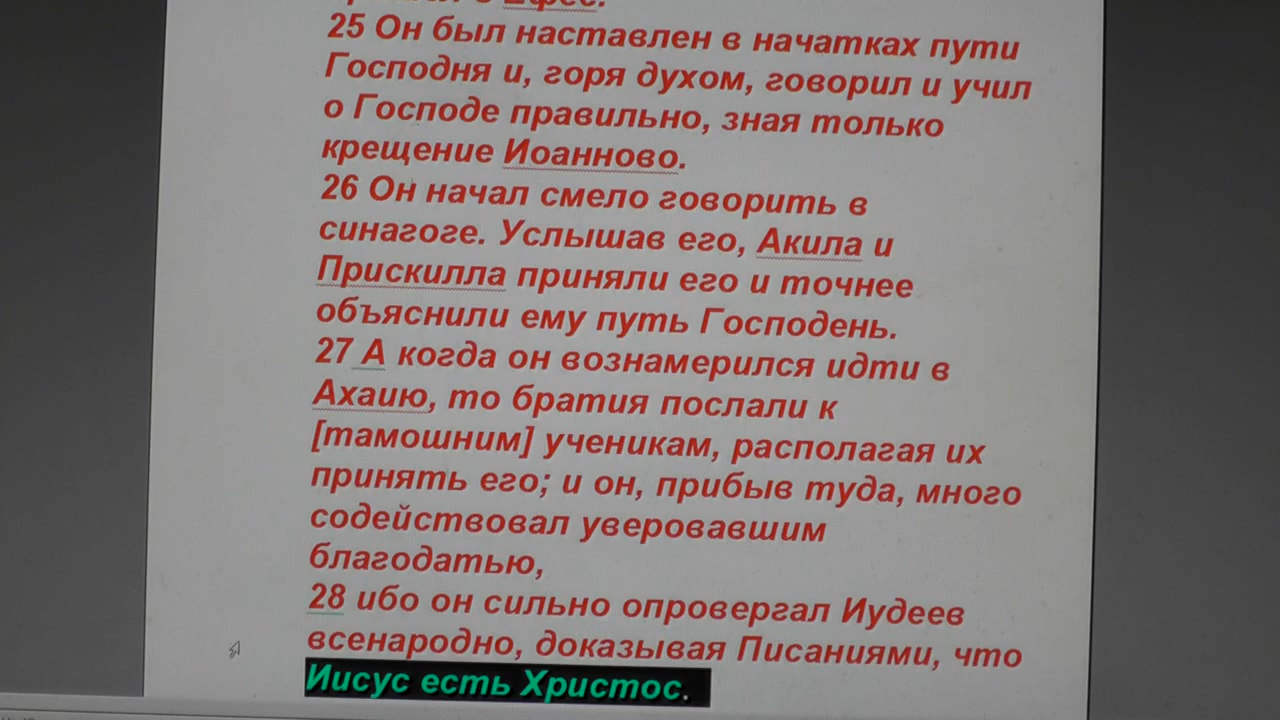 25 Он был наставлен в начатках пути
Господня и, горя духом, говорил и учил
о Господе правильно, зная только
крещение Иоанново.
26 Он начал смело говорить в
синагоге. Услышав его, Акила и
Прискилла приняли его и точнее
объяснили ему путь Господень.
27 А когда он вознамерился идти в
Ахаию, то братия послали к
[тамошним] ученикам, располагая их
принять его; и он, прибыв туда, много
содействовал уверовавшим
благодатью,
28 ибо он сильно опровергал Иудеев
всенародно, доказывая Писаниями, что
Иисус есть Христос.